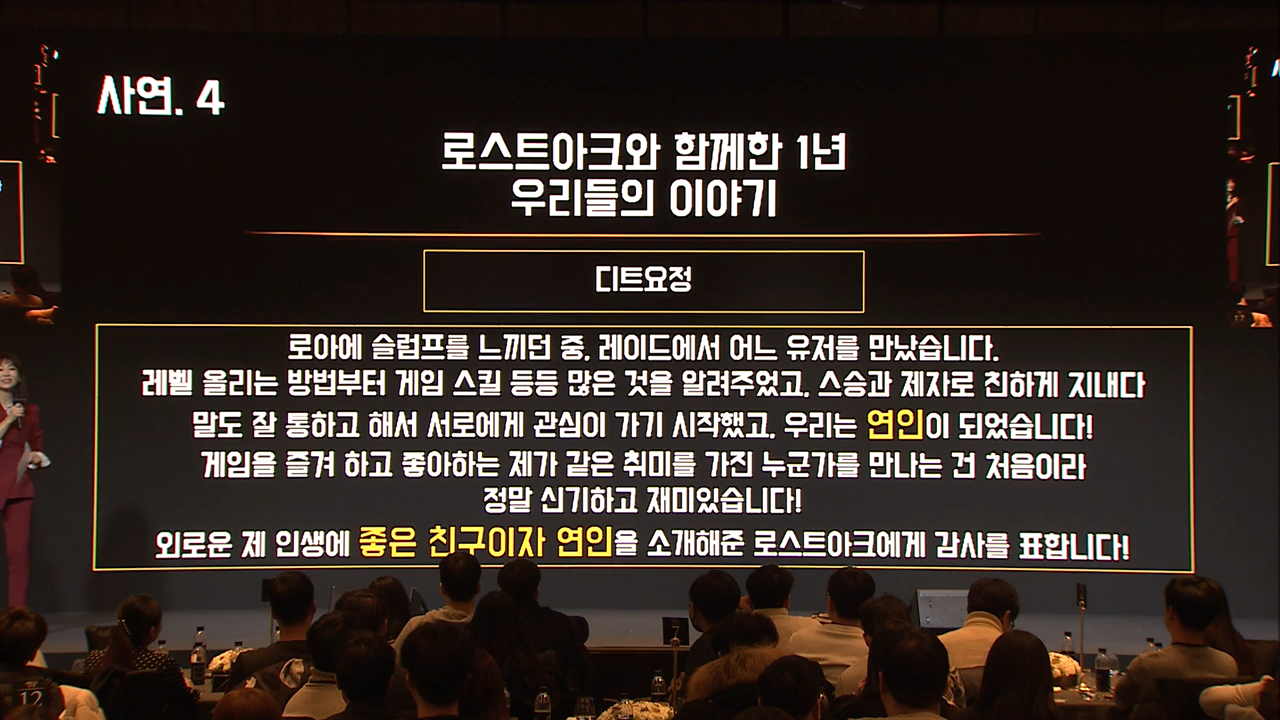 사연. 4
로스트아크와 함께한 1년
우리들의 이야기
디트요정
로아에 슬럼프를 느끼던 중, 레이드에서 어느 유저를 만났습니다.
레벨 올리는 방법부터 게임 스킬 등등 많은 것을 알려주었고, 스승과 제자로 친하게 지내다
말도 잘 통하고 해서 서로에게 관심이 가기 시작했고, 우리는 연인이 되었습니다!
게임을 즐겨 하고 좋아하는 제가 같은 취미를 가진 누군가를 만나는 건 처음이라
정말 신기하고 재미있습니다!
외로운 제 인생에 좋은 친구이자 연인을 소개해준 로스트아크에게 감사를 표합니다!
12